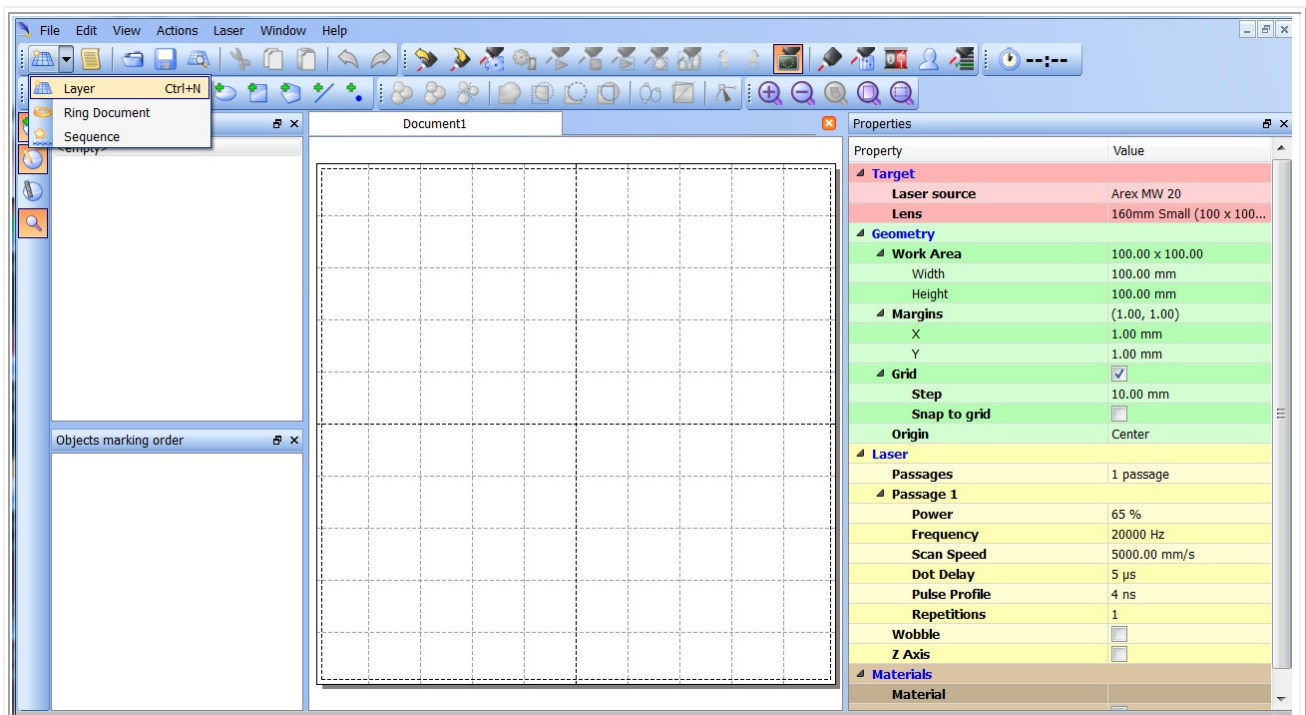 File Edit View Actions Laser Window Help
--:--
Layer Ctrl+N
Ring Document
Sequence
<empty>
Document1
Properties
Property Value
Target
Laser source Arex MW 20
Lens 160mm Small (100 x 100...
Geometry
Work Area 100.00 x 100.00
Width 100.00 mm
Height 100.00 mm
Margins (1.00, 1.00)
X 1.00 mm
Y 1.00 mm
Grid
Step 10.00 mm
Snap to grid
Origin Center
Laser
Passages 1 passage
Passage 1
Power 65 %
Frequency 20000 Hz
Scan Speed 5000.00 mm/s
Dot Delay 5 µs
Pulse Profile 4 ns
Repetitions 1
Wobble
Z Axis
Materials
Material
Objects marking order